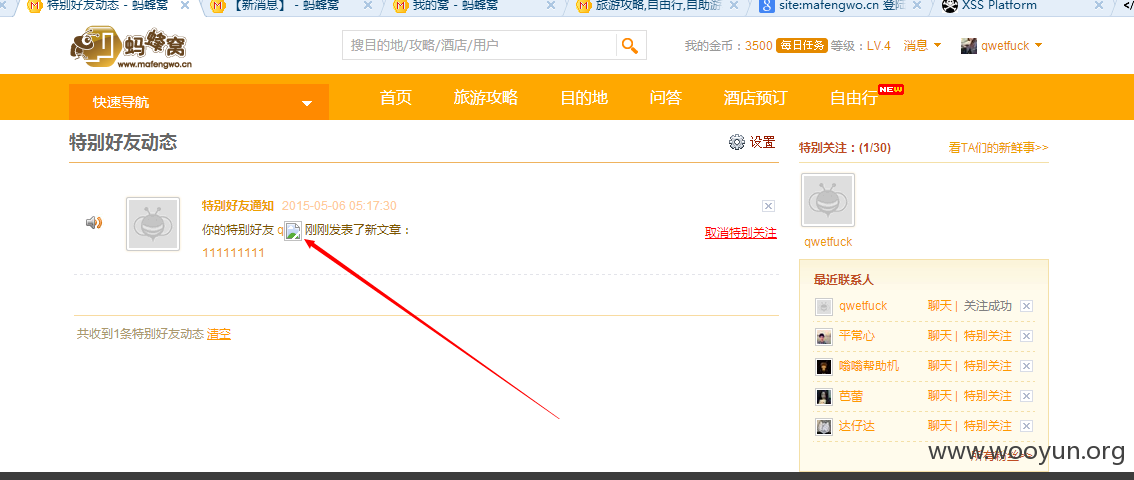 特别好友动态 - 蚂蜂窝
【新消息】 - 蚂蜂窝
我的窝 - 蚂蜂窝
旅游攻略,自由行,自助游
site:mafengwo.cn 登陆
XSS Platform
蚂蜂窝
www.mafengwo.cn
搜目的地/攻略/酒店/用户
我的金币：3500 每日任务 等级：LV.4 消息 qwetfuck
快速导航
首页 旅游攻略 目的地 问答 酒店预订 自由行 NEW
特别好友动态
设置
特别好友通知 2015-05-06 05:17:30
你的特别好友 q 刚刚发表了新文章：
取消特别关注
111111111
共收到1条特别好友动态 清空
特别关注：(1/30) 看TA们的新鲜事>>
qwetfuck
最近联系人
qwetfuck 聊天 | 关注成功
平常心 聊天 | 特别关注
嗡嗡帮助机 聊天 | 特别关注
芭蕾 聊天 | 特别关注
达仔达 聊天 | 特别关注
所有粉丝>>
www.wooyun.org